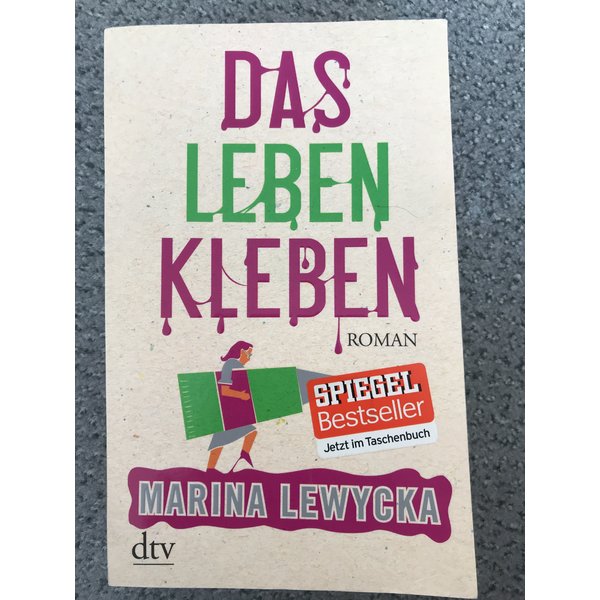 DAS
LEBEN
KLEBEN
ROMAN
SPIEGEL
Bestseller
Jetzt im Taschenbuch
MARINA LEWYCKA
dtv